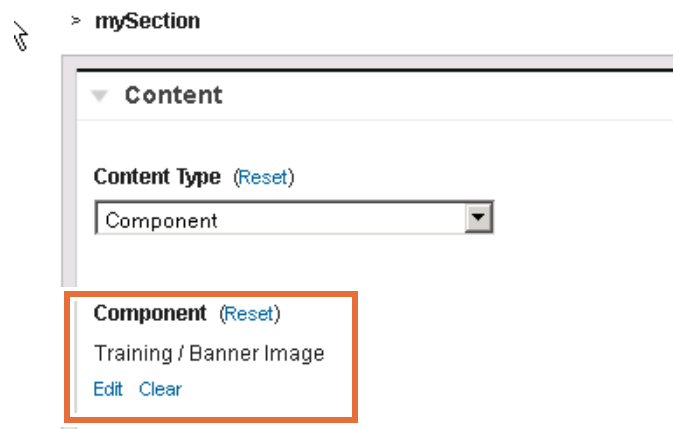 > mySection
Content
Content Type (Reset)
Component
Component (Reset)
Training / Banner Image
Edit Clear